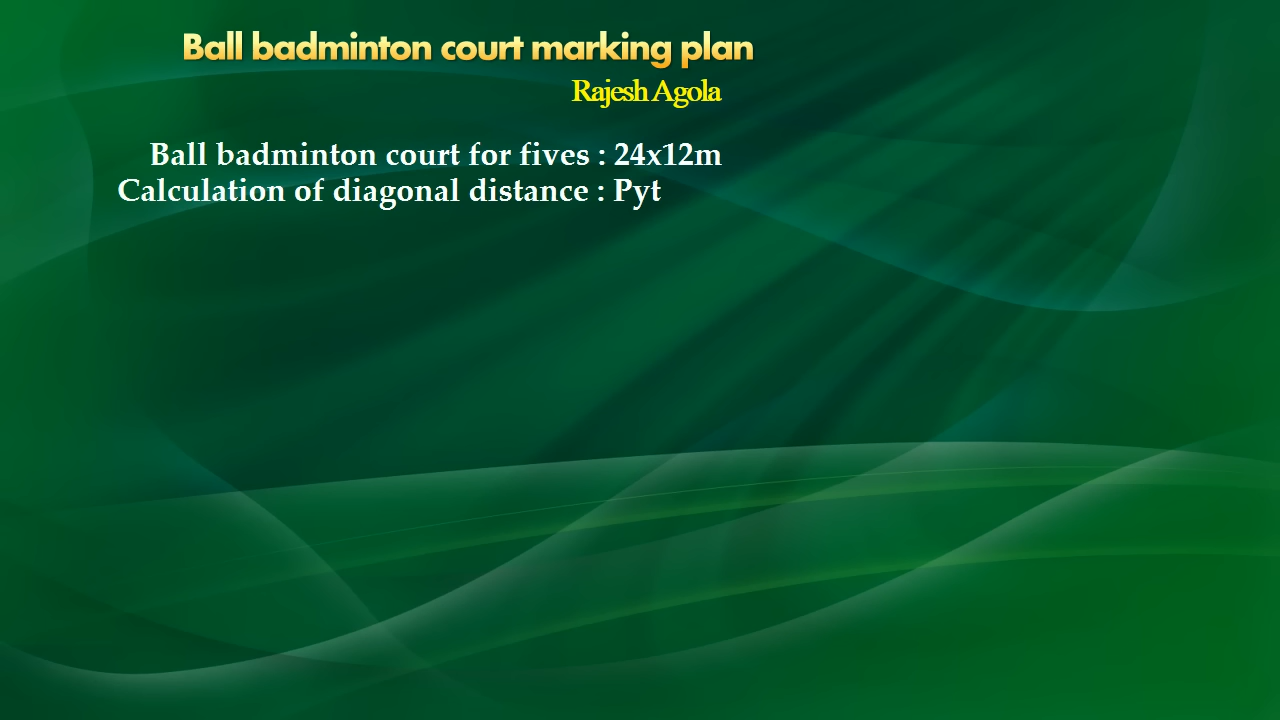 Ball badminton court marking plan
Rajesh Agola
Ball badminton court for fives : 24x12m
Calculation of diagonal distance : Pyt